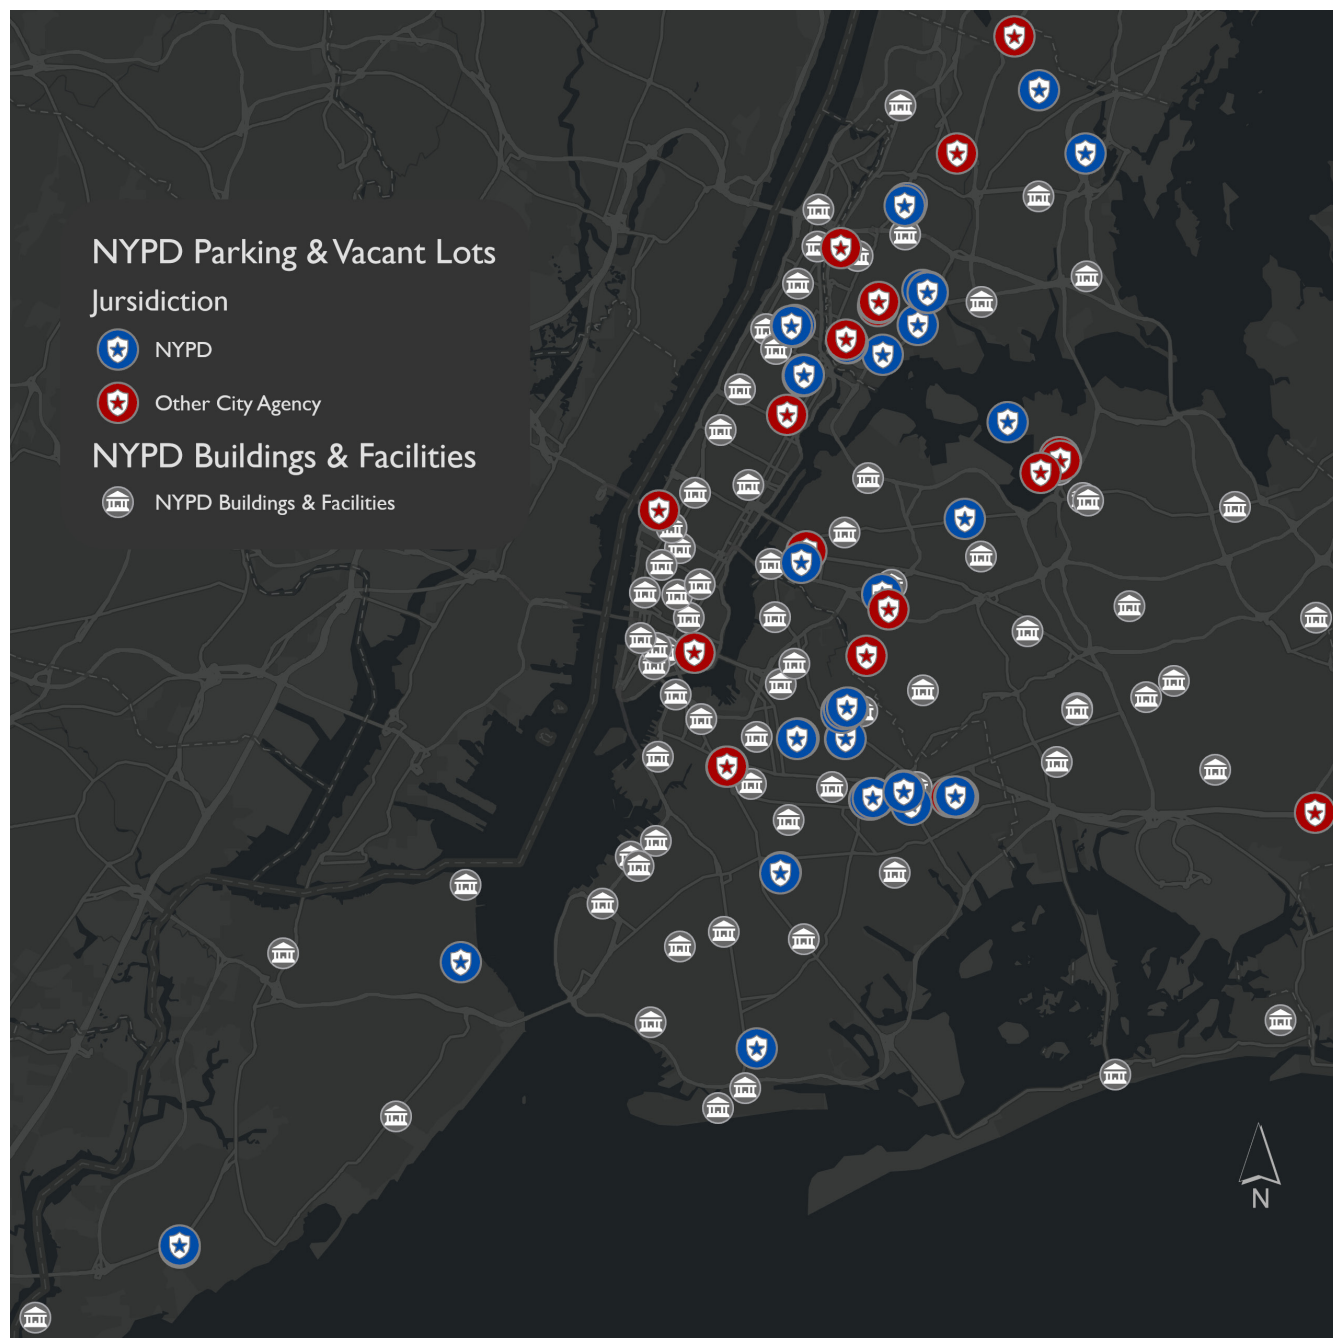 NYPD Parking & Vacant Lots
Jursidiction
NYPD
Other City Agency
NYPD Buildings & Facilities
NYPD Buildings & Facilities
N